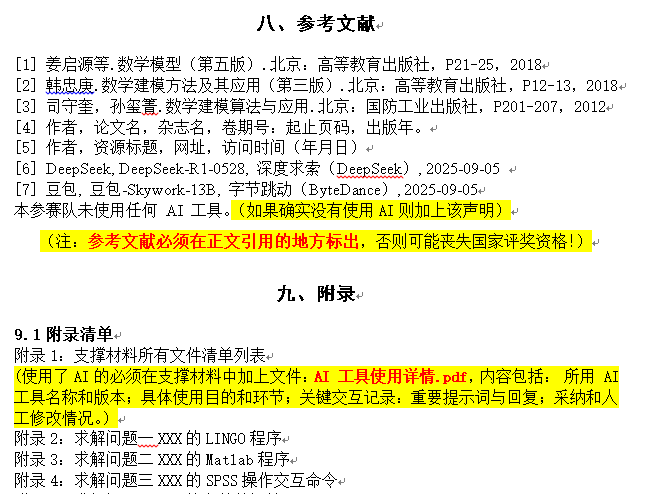 八、参考文献
[1] 姜启源等.数学模型（第五版）.北京：高等教育出版社，P21-25，2018
[2] 韩忠庚.数学建模方法及其应用（第三版）.北京：高等教育出版社，P12-13，2018
[3] 司守奎，孙玺菁.数学建模算法与应用.北京：国防工业出版社，P201-207，2012
[4] 作者，论文名，杂志名，卷期号：起止页码，出版年。
[5] 作者，资源标题，网址，访问时间（年月日）
[6] DeepSeek, DeepSeek-R1-0528, 深度求索（DeepSeek）, 2025-09-05
[7] 豆包, 豆包-Skywork-13B, 字节跳动（ByteDance）,2025-09-05
本参赛队未使用任何 AI 工具。（如果确实没有使用AI则加上该声明）
（注：参考文献必须在正文引用的地方标出，否则可能丧失国家评奖资格!）
九、附录
9.1附录清单
附录 1：支撑材料所有文件清单列表
(使用了 AI 的必须在支撑材料中加上文件：AI 工具使用详情.pdf，内容包括： 所用 AI
工具名称和版本；具体使用目的和环节；关键交互记录：重要提示词与回复；采纳和人
工修改情况。）
附录 2：求解问题一 XXX 的 LINGO 程序
附录 3：求解问题二 XXX 的 Matlab 程序
附录 4：求解问题三 XXX 的 SPSS 操作交互命令